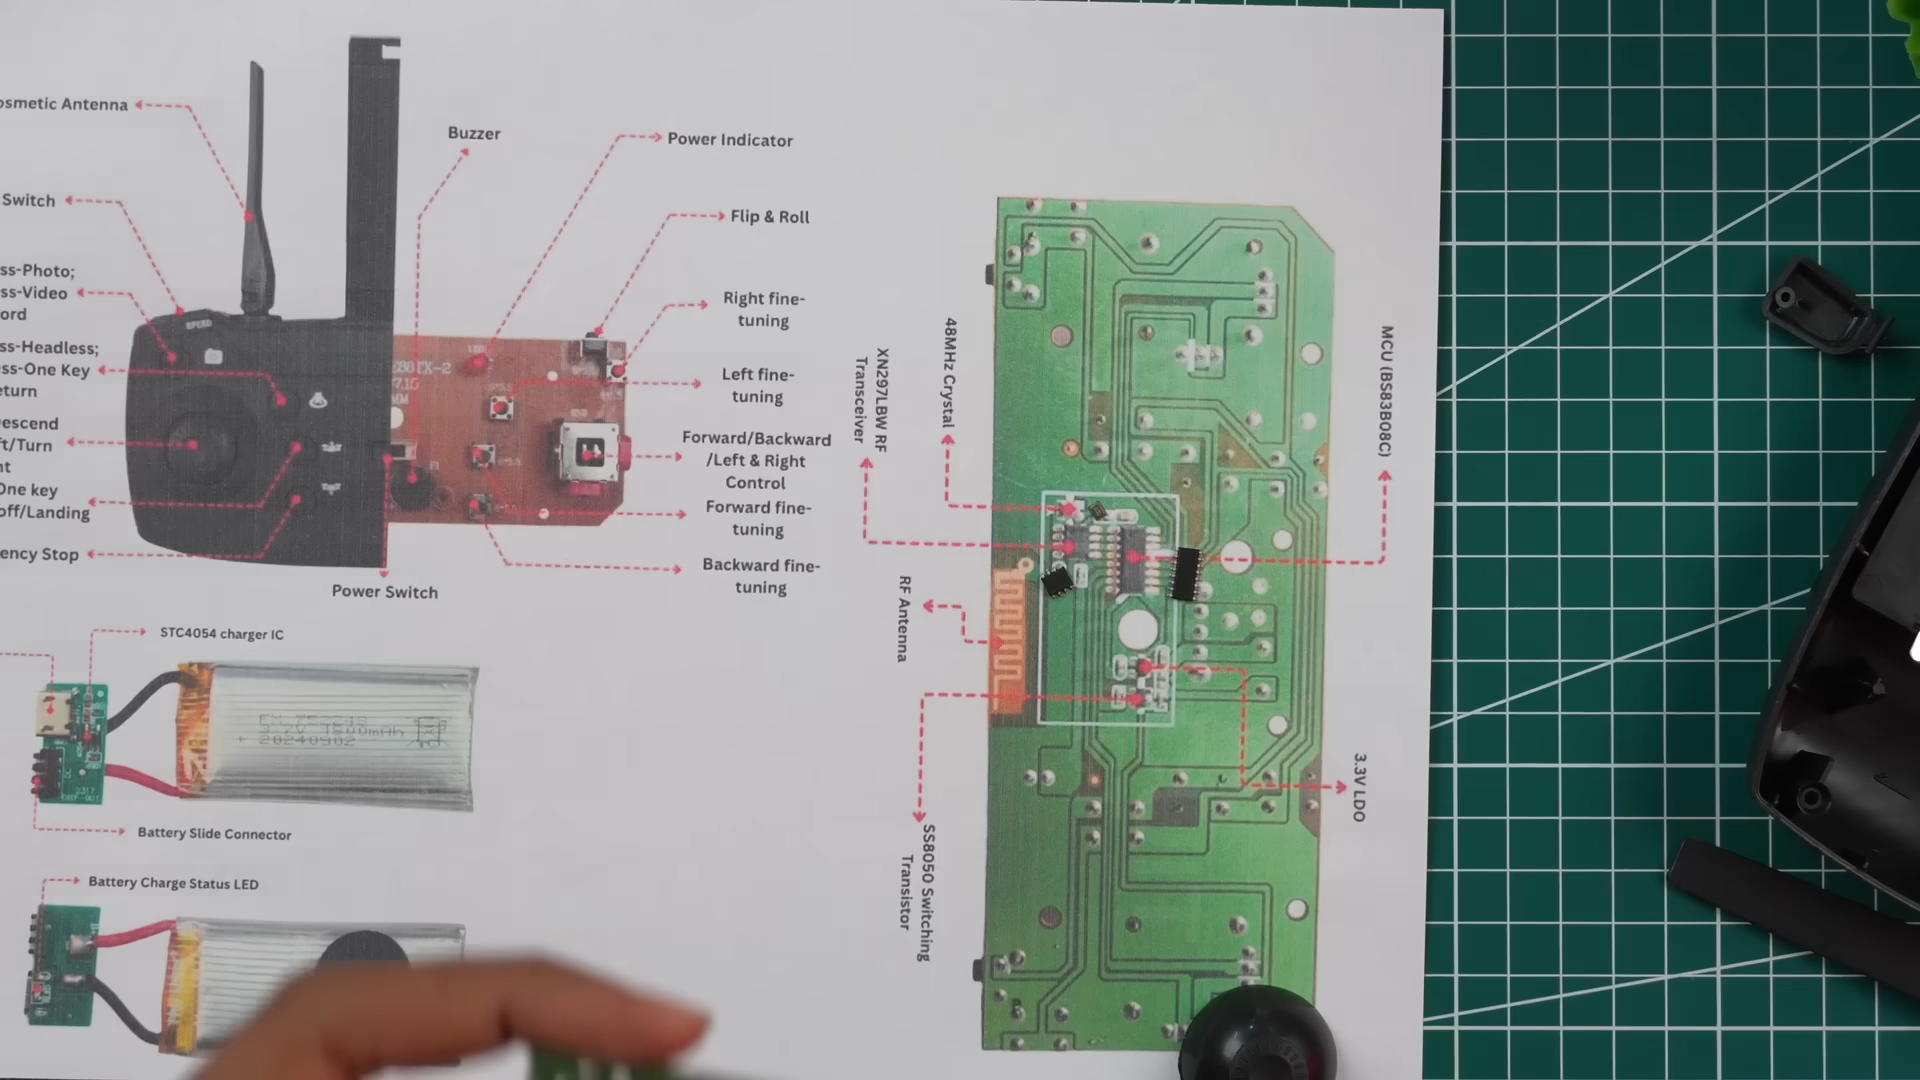 osmetic Antenna
Switch
ss-Photo;
ss-Video
ord
ss-Headless;
ss-One Key
eturn
escend
ft/Turn
ht
One key
off/Landing
ency Stop
SPEED
Buzzer
Power Indicator
Flip & Roll
Right fine-
tuning
Left fine-
tuning
Forward/Backward
/Left & Right
Control
Forward fine-
tuning
Backward fine-
tuning
Power Switch
STC4054 charger IC
+ 20240902
Battery Slide Connector
Battery Charge Status LED
48MHz Crystal
XN297LBW RF
Transceiver
RF Antenna
SS8050 Switching
Transistor
MCU (BS83B08C)
3.3V LDO